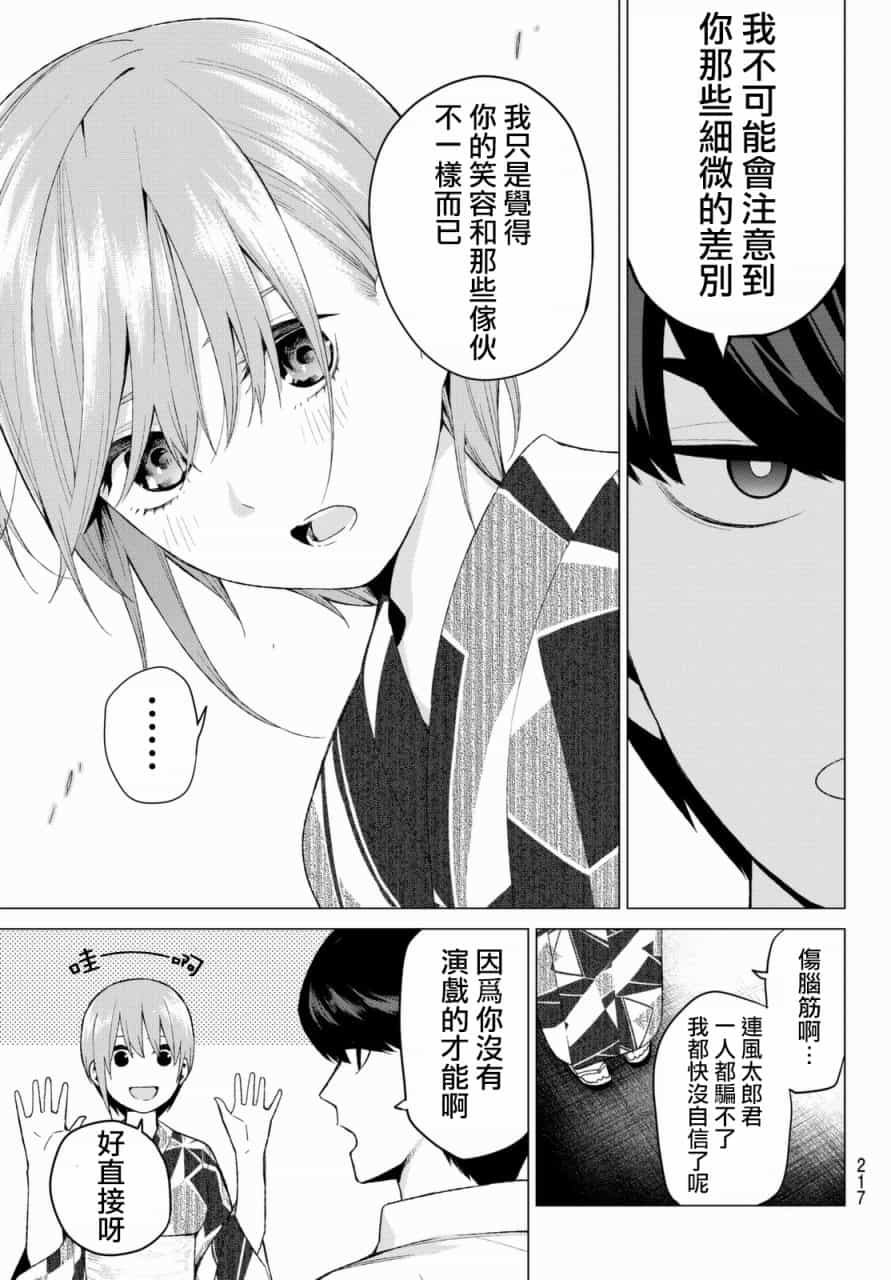 我不可能會注意到
你那些細微的差別
我只是覺得
你的笑容和那些傢伙
不一樣而已
……
傷腦筋啊…
連風太郎君
一人都騙不了
我都快沒自信了呢
因爲你沒有
演戲的才能啊
哇——啊
好直接呀
217